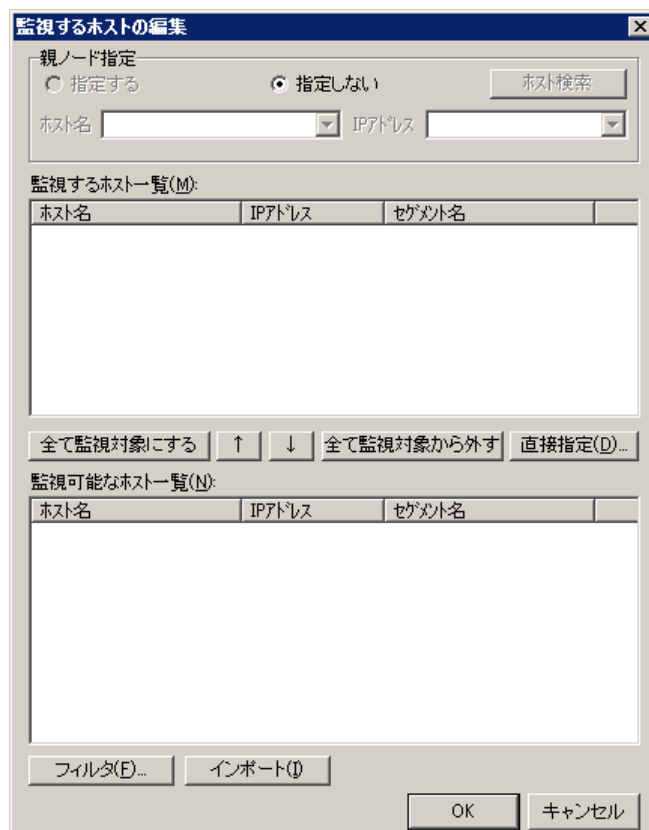 監視するホストの編集
親ノード指定
指定する 指定しない ホスト検索
ホスト名 IPアドレス
監視するホスト一覧(M):
ホスト名 IPアドレス セグメント名
全て監視対象にする ↑ ↓ 全て監視対象から外す 直接指定(D)...
監視可能なホスト一覧(N):
ホスト名 IPアドレス セグメント名
フィルタ(F)... インポート(I)
OK キャンセル